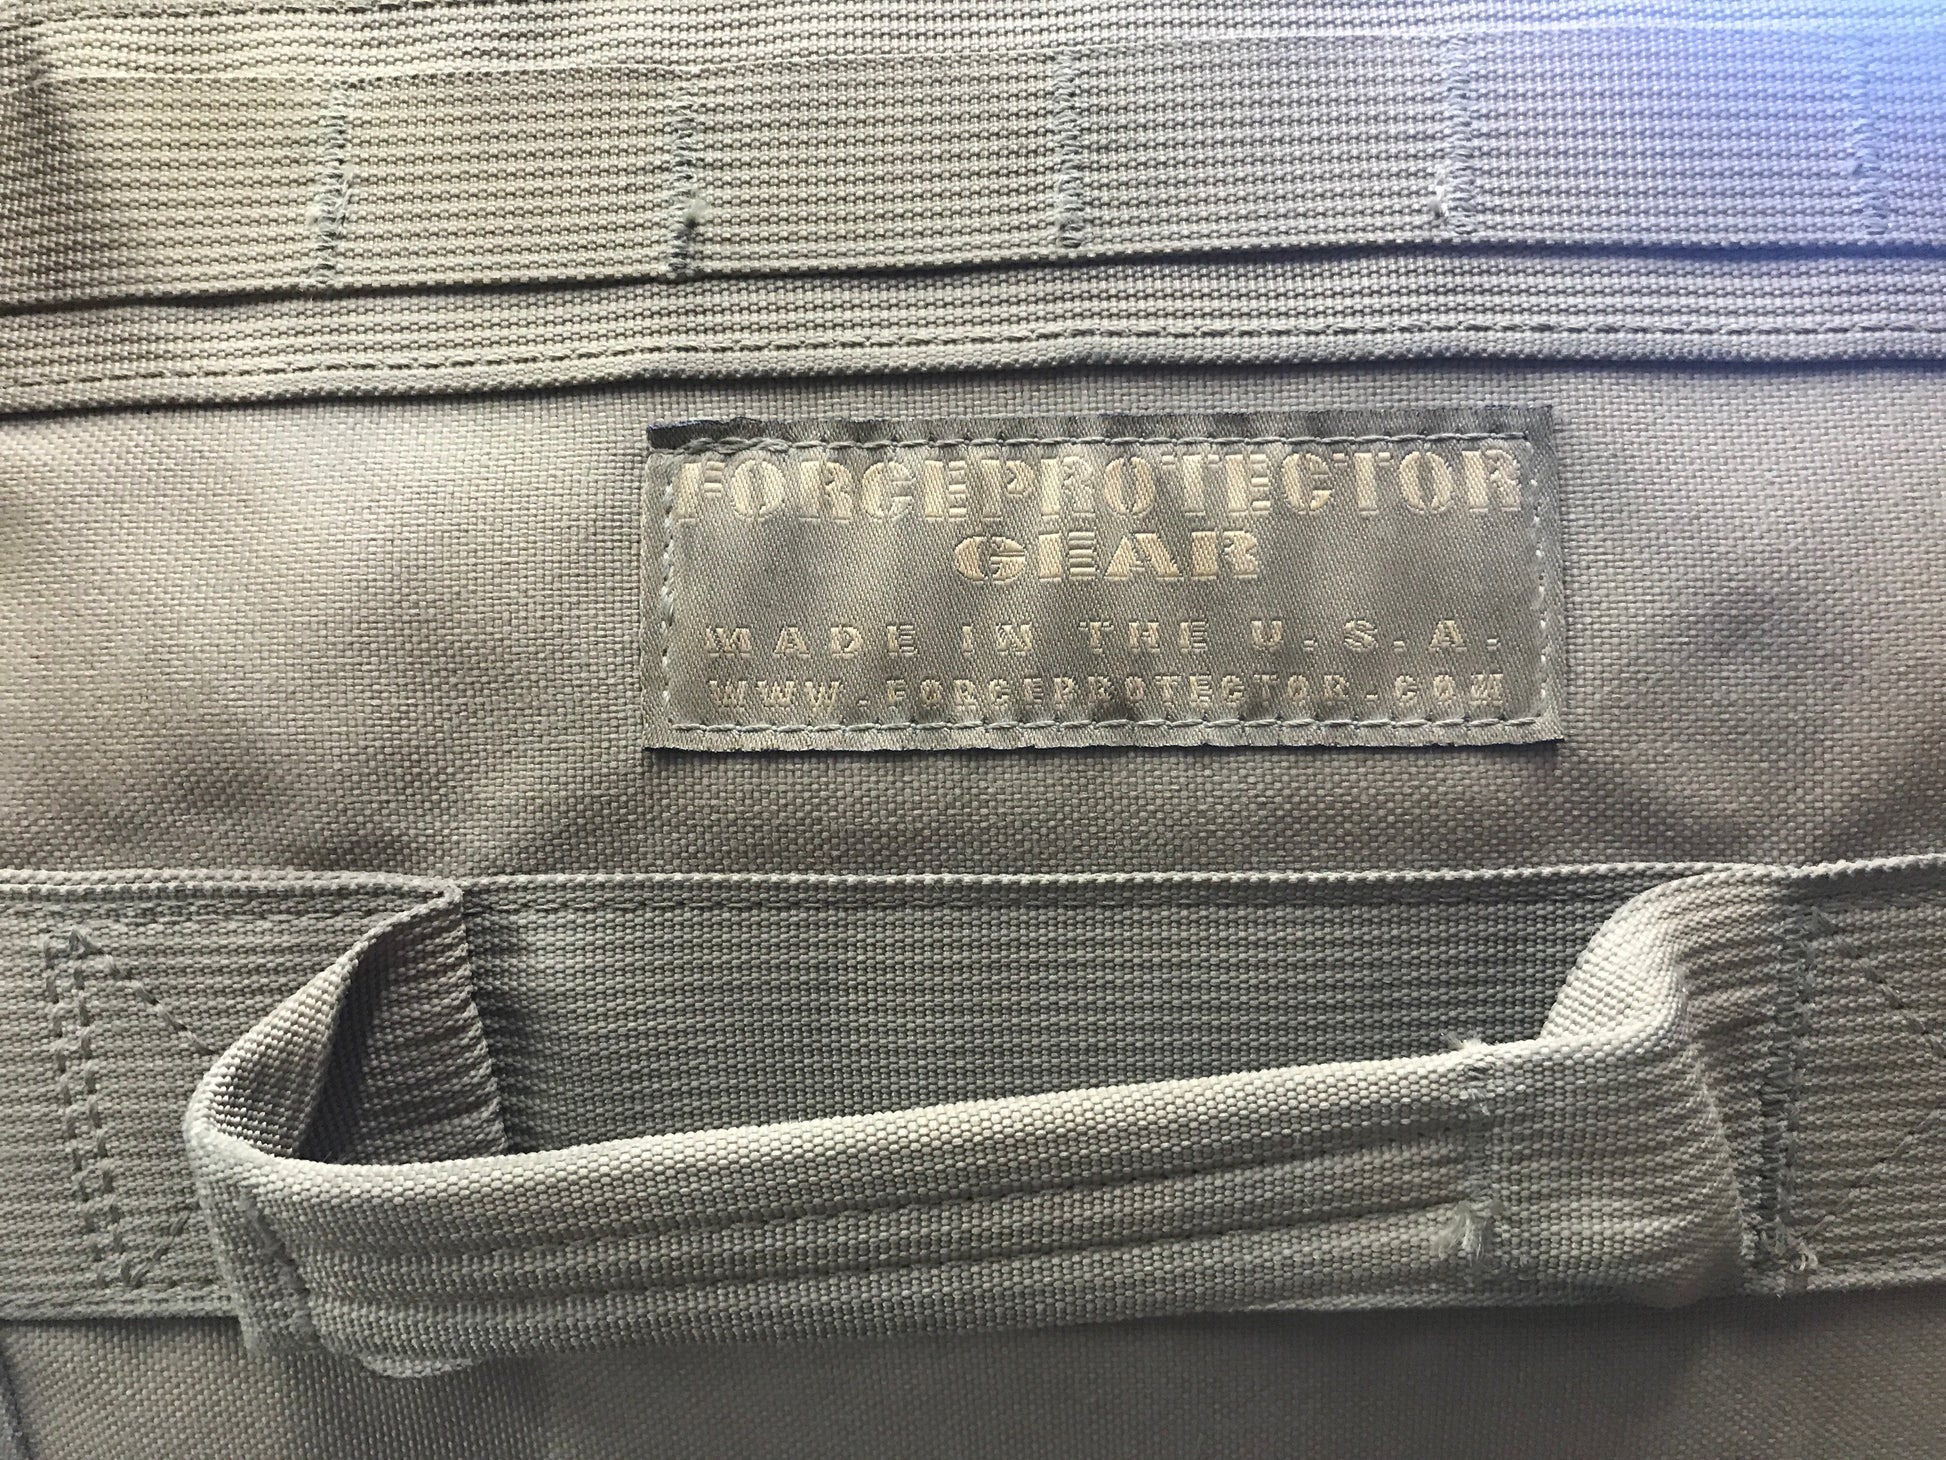 FORCEPROTECTOR
GEAR
MADE IN THE U.S.A.
WWW.FORCEPROTECTOR.COM